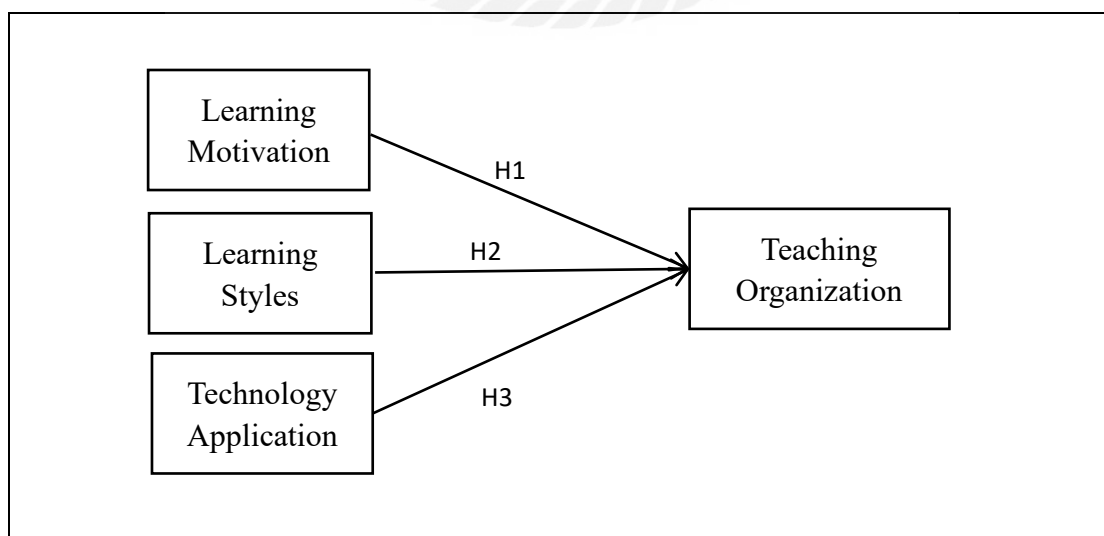 Learning
Motivation
H1
Learning
Styles
H2
Teaching
Organization
Technology
Application
H3